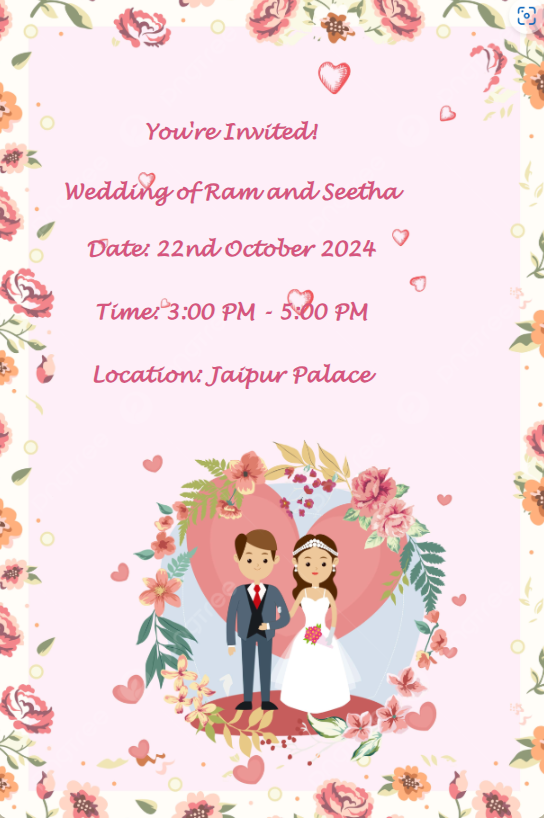 You're Invited!
Wedding of Ram and Seetha
Date: 22nd October 2024
Time: 3:00 PM - 5:00 PM
Location: Jaipur Palace